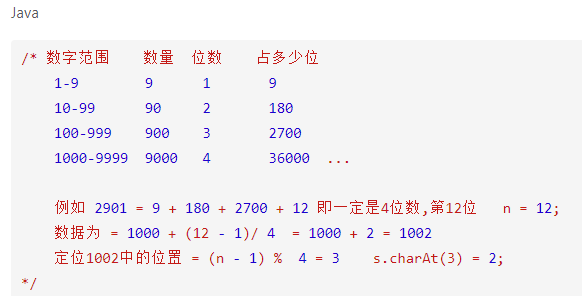 Java
/* 数字范围 数量 位数 占多少位
1-9 9 1 9
10-99 90 2 180
100-999 900 3 2700
1000-9999 9000 4 36000 ...
例如 2901 = 9 + 180 + 2700 + 12 即一定是4位数,第12位 n = 12;
数据为 = 1000 + (12 - 1)/ 4 = 1000 + 2 = 1002
定位1002中的位置 = (n - 1) % 4 = 3 s.charAt(3) = 2;
*/